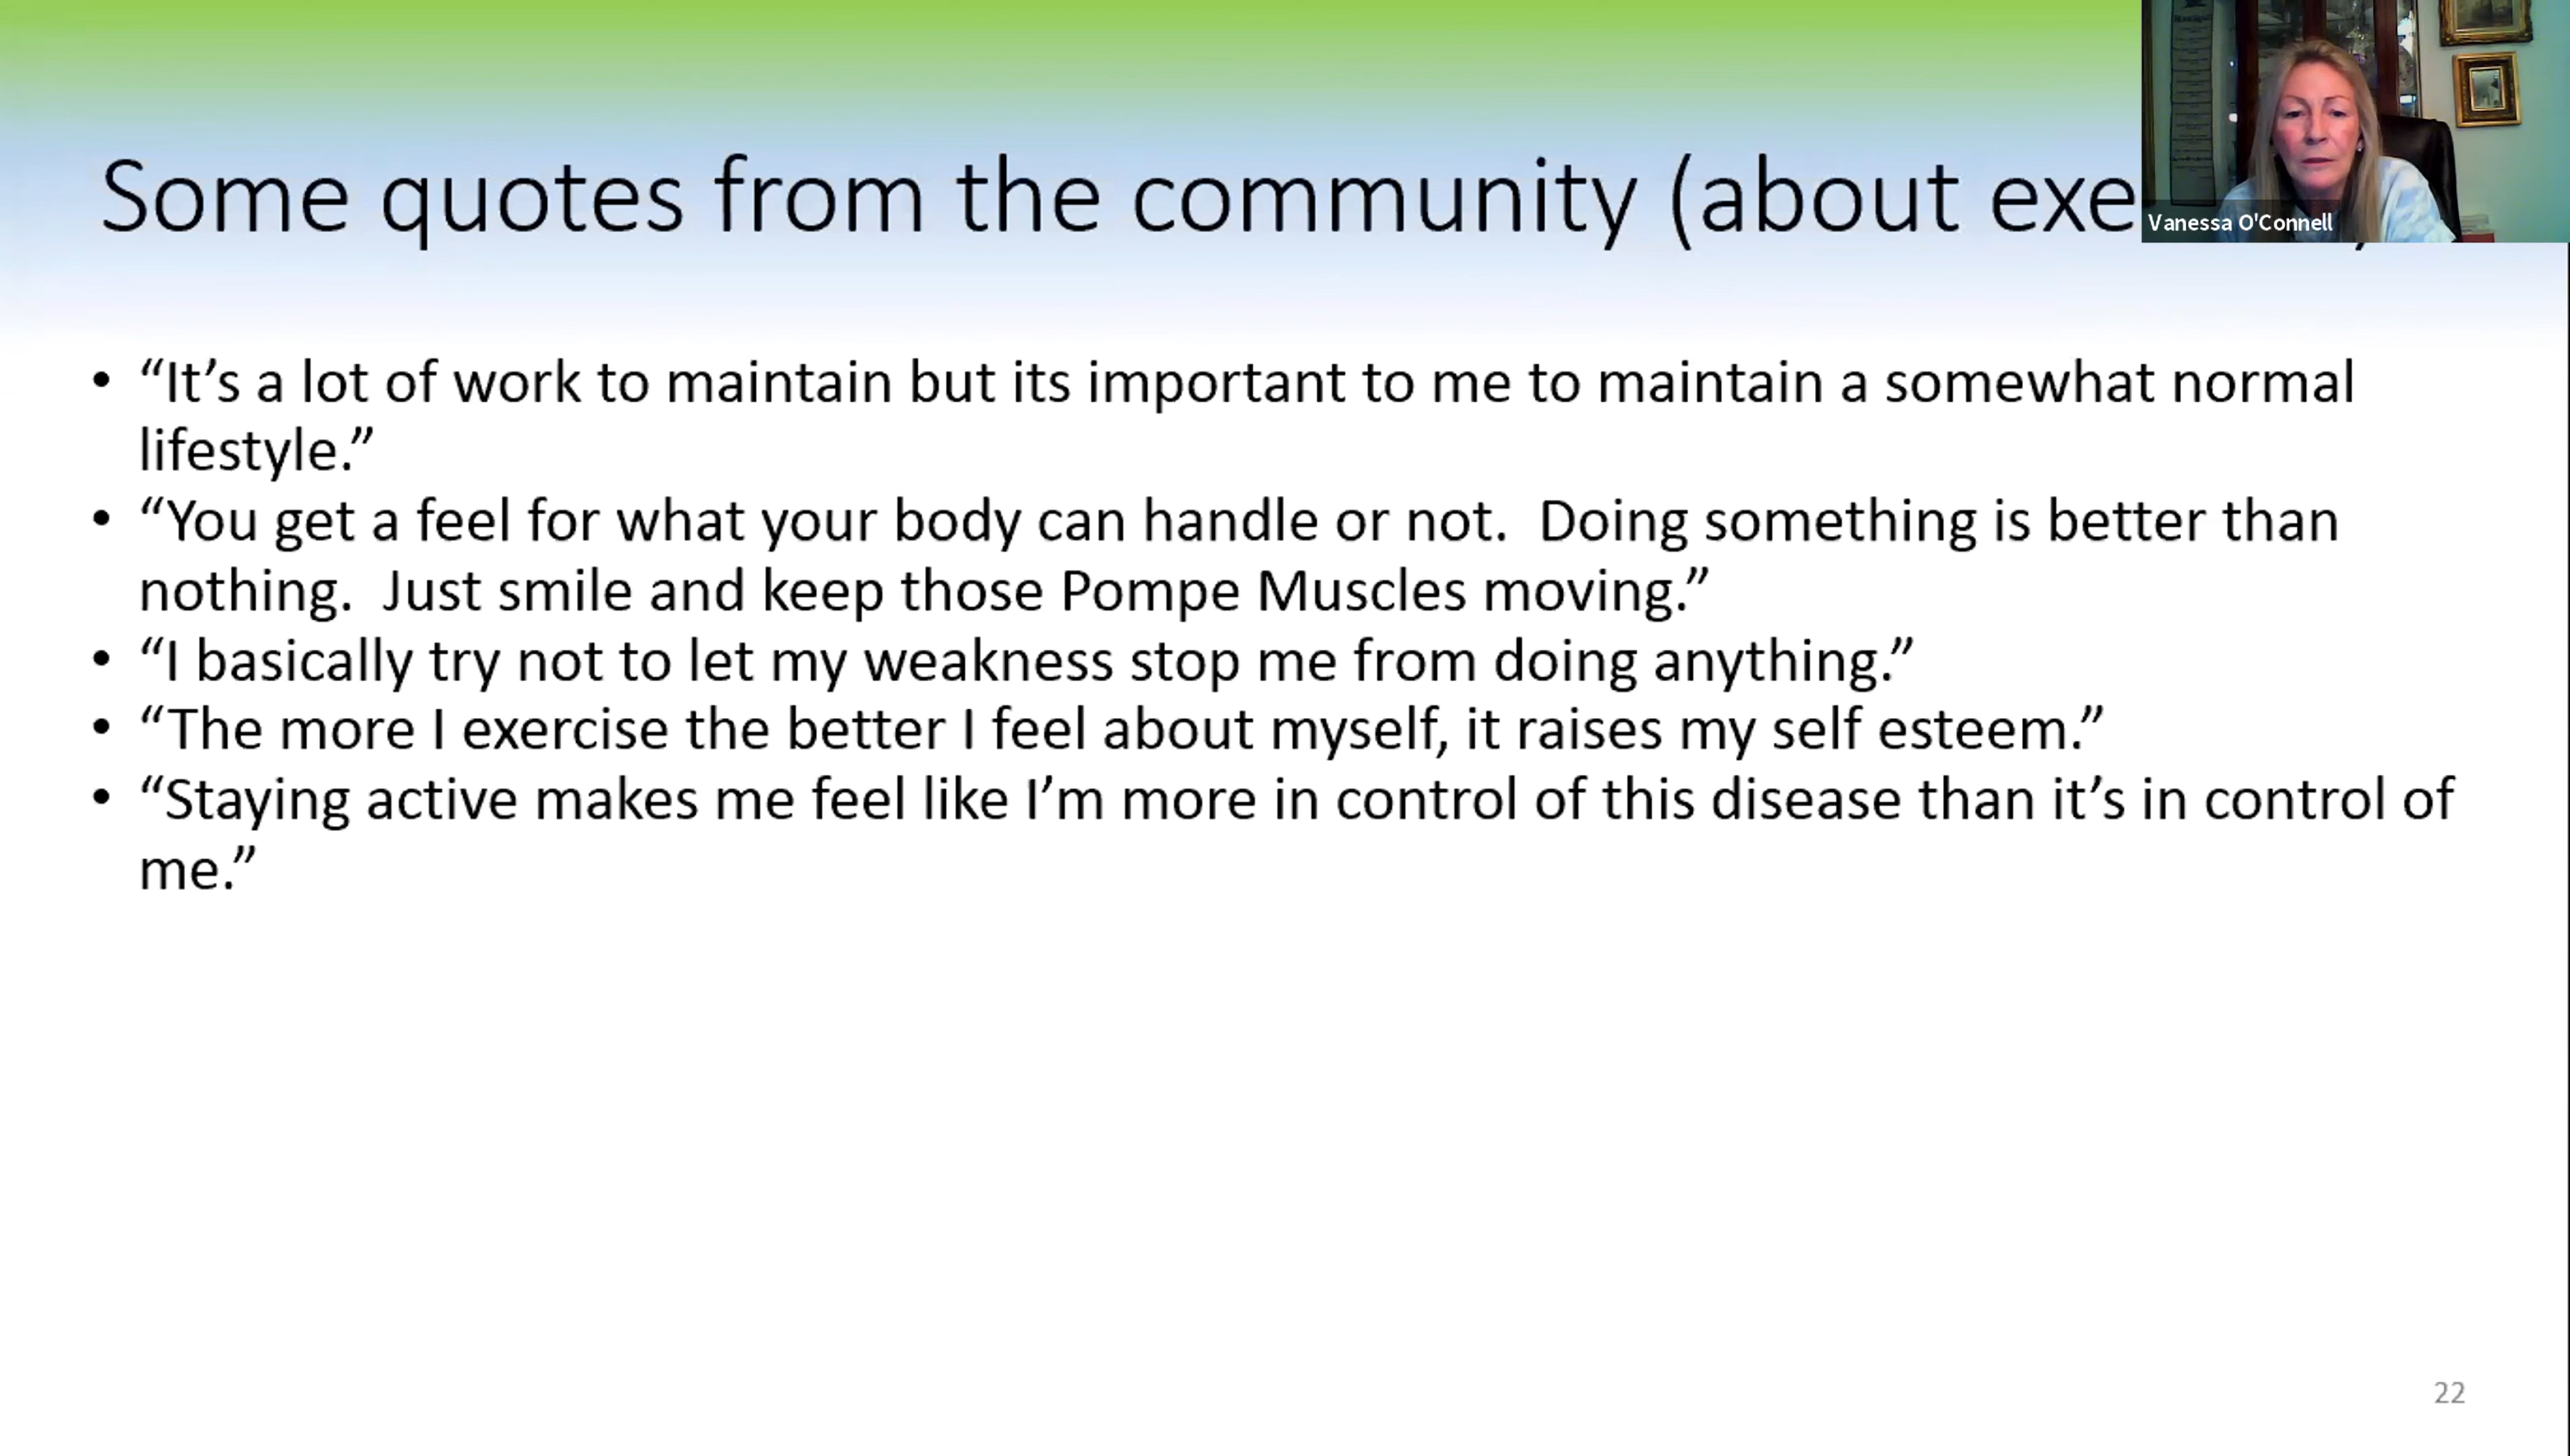 Some quotes from the community (about exe
Vanessa O'Connell
• “It’s a lot of work to maintain but its important to me to maintain a somewhat normal
lifestyle.”
• “You get a feel for what your body can handle or not.  Doing something is better than
nothing.  Just smile and keep those Pompe Muscles moving.”
• “I basically try not to let my weakness stop me from doing anything.”
• “The more I exercise the better I feel about myself, it raises my self esteem.”
• “Staying active makes me feel like I’m more in control of this disease than it’s in control of
me.”
22